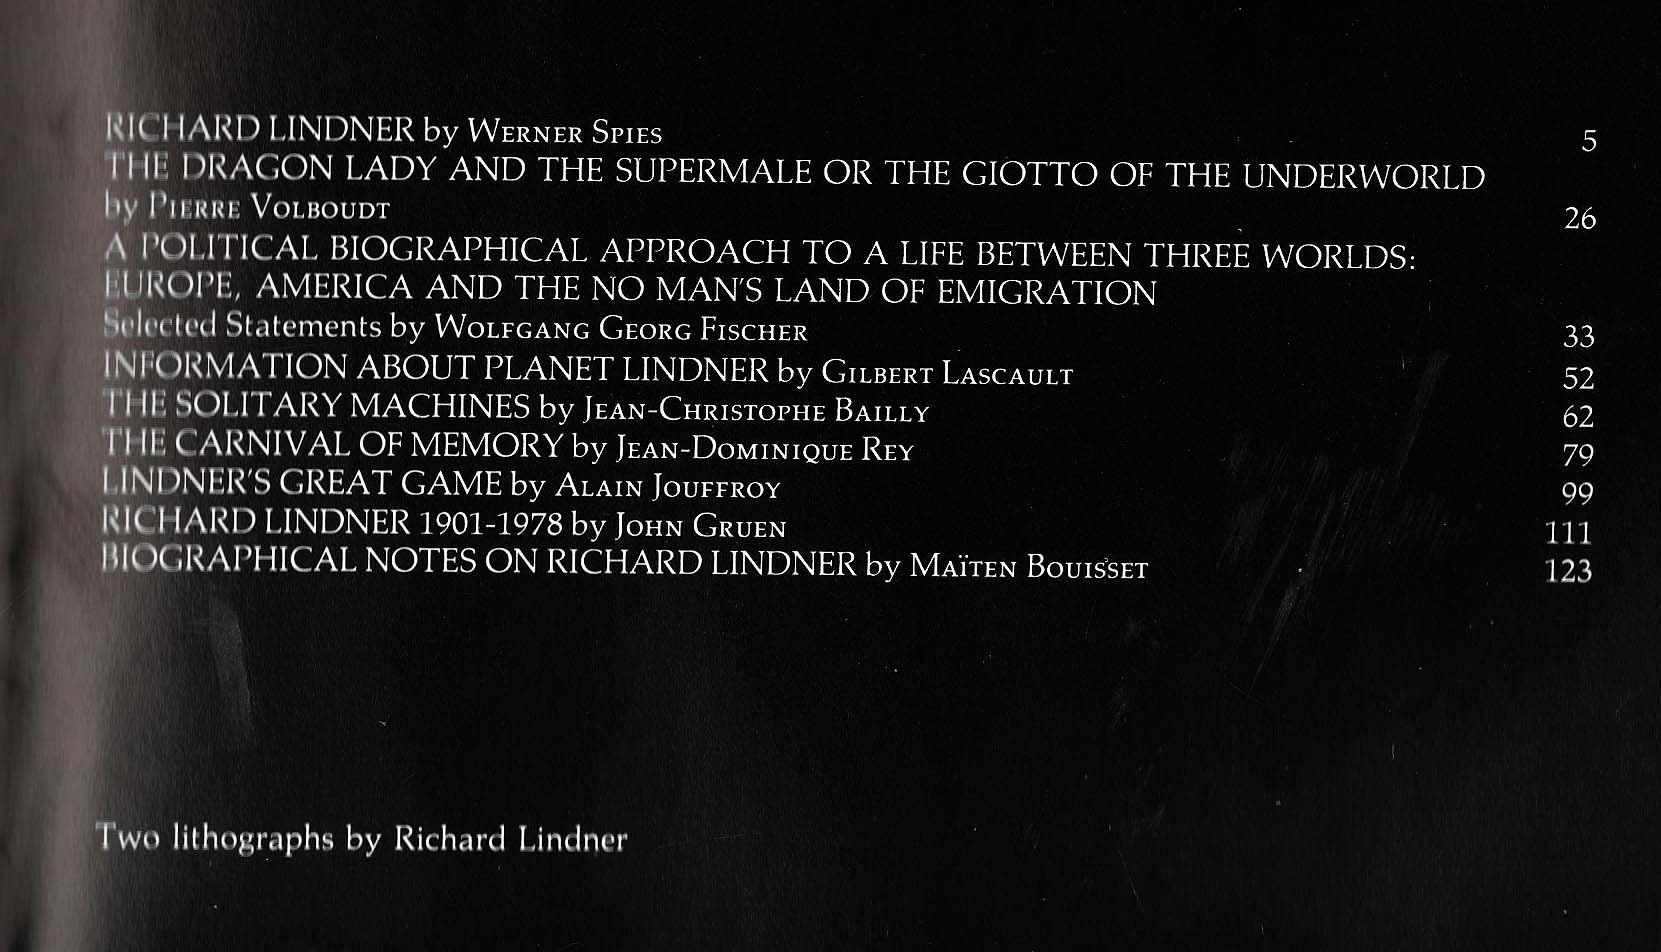 RICHARD LINDNER by WERNER SPIES 5
THE DRAGON LADY AND THE SUPERMALE OR THE GIOTTO OF THE UNDERWORLD
by PIERRE VOLBOUDT 26
A POLITICAL BIOGRAPHICAL APPROACH TO A LIFE BETWEEN THREE WORLDS:
EUROPE, AMERICA AND THE NO MAN'S LAND OF EMIGRATION
Selected Statements by WOLFGANG GEORG FISCHER 33
INFORMATION ABOUT PLANET LINDNER by GILBERT LASCAULT 52
THE SOLITARY MACHINES by JEAN-CHRISTOPHE BAILLY 62
THE CARNIVAL OF MEMORY by JEAN-DOMINIQUE REY 79
LINDNER'S GREAT GAME by ALAIN JOUFFROY 99
RICHARD LINDNER 1901-1978 by JOHN GRUEN 111
BIOGRAPHICAL NOTES ON RICHARD LINDNER by MAÏTEN BOUISSET 123
Two lithographs by Richard Lindner